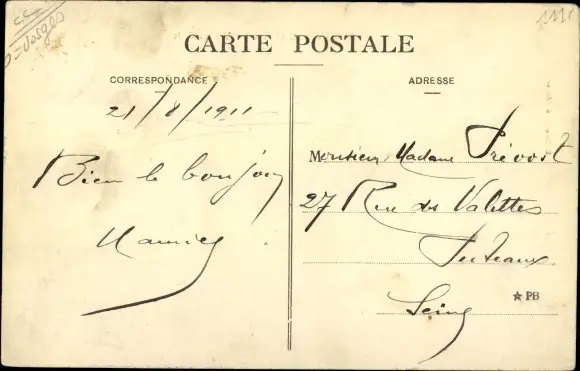 Vosges
CARTE POSTALE
CORRESPONDANCE
ADRESSE
21/8/1911
Bien le bonjour
Monsieur Madame Prévost
27 Rue des Valettes
Puteaux
Seine
★ PB